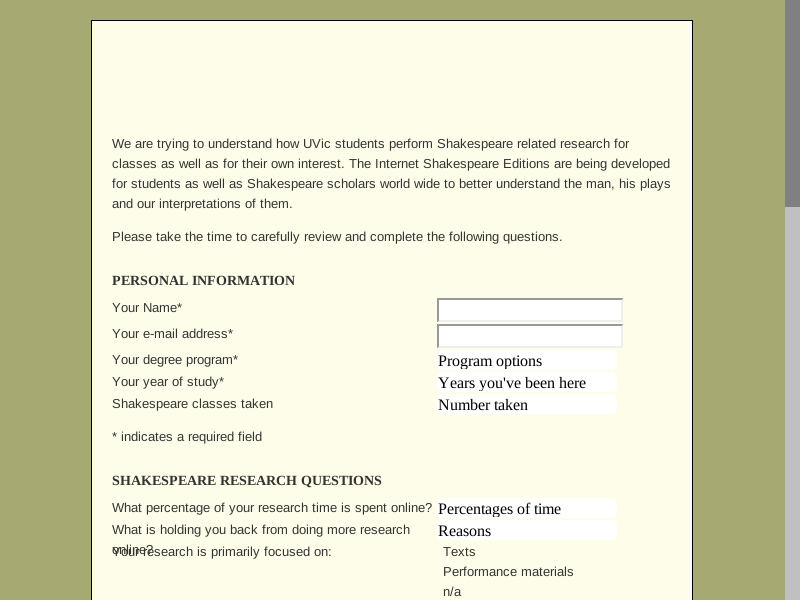 We are trying to understand how UVic students perform Shakespeare related research for
classes as well as for their own interest. The Internet Shakespeare Editions are being developed
for students as well as Shakespeare scholars world wide to better understand the man, his plays
and our interpretations of them.
Please take the time to carefully review and complete the following questions.
PERSONAL INFORMATION
Your Name*
Your e-mail address*
Your degree program* Program options
Your year of study* Years you've been here
Shakespeare classes taken Number taken
* indicates a required field
SHAKESPEARE RESEARCH QUESTIONS
What percentage of your research time is spent online? Percentages of time
What is holding you back from doing more research Reasons
online?
Your research is primarily focused on: Texts
Performance materials
n/a